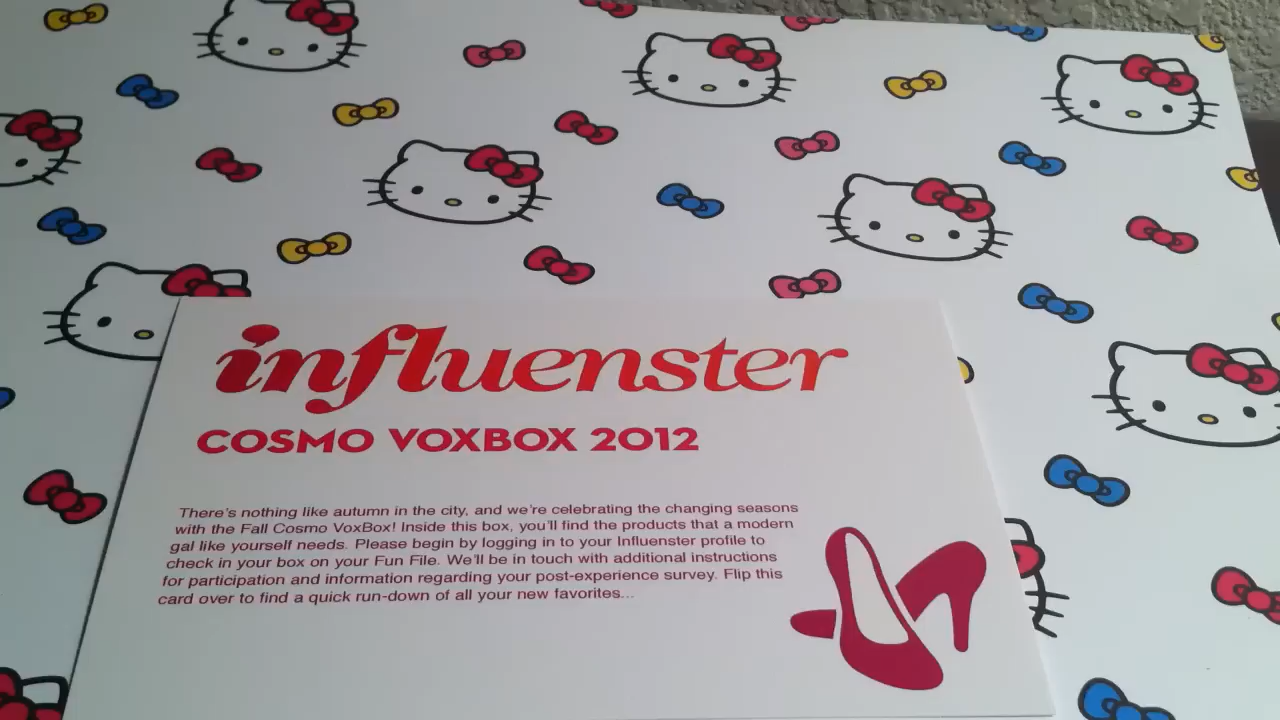 influenster
COSMO VOXBOX 2012
There's nothing like autumn in the city, and we're celebrating the changing seasons
with the Fall Cosmo VoxBox! Inside this box, you'll find the products that a modern
gal like yourself needs. Please begin by logging in to your Influenster profile to
check in your box on your Fun File. We'll be in touch with additional instructions
for participation and information regarding your post-experience survey. Flip this
card over to find a quick run-down of all your new favorites...